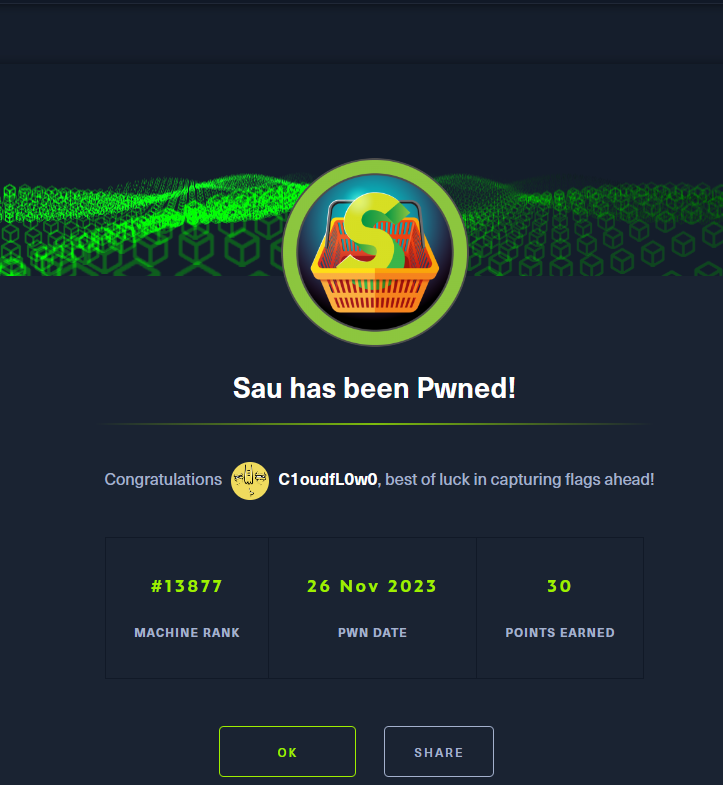 Sau has been Pwned!
Congratulations C1oudfL0w0, best of luck in capturing flags ahead!
#13877 26 Nov 2023 30
MACHINE RANK PWN DATE POINTS EARNED
OK SHARE